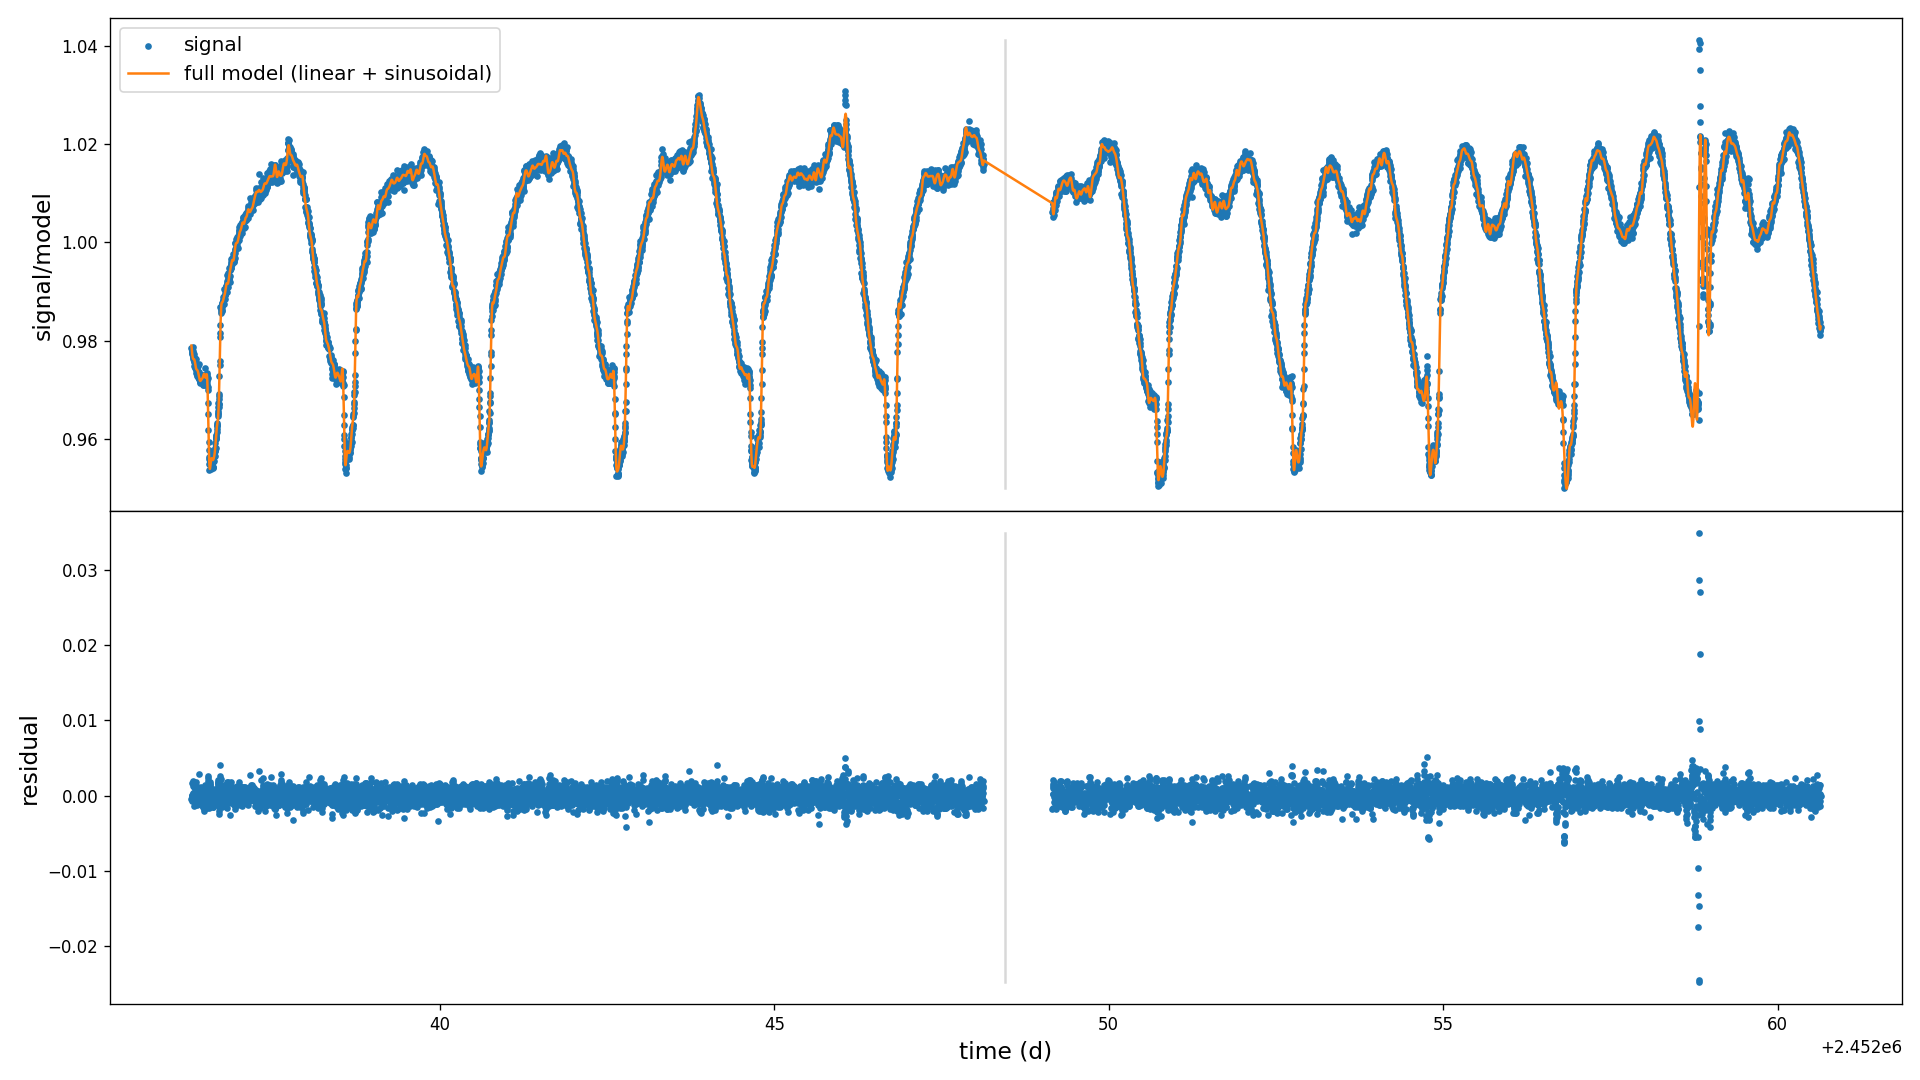 signal
full model (linear + sinusoidal)
signal/model
1.04
1.02
1.00
0.98
0.96
residual
0.03
0.02
0.01
0.00
−0.01
−0.02
40
45
50
55
60
time (d)
+2.452e6